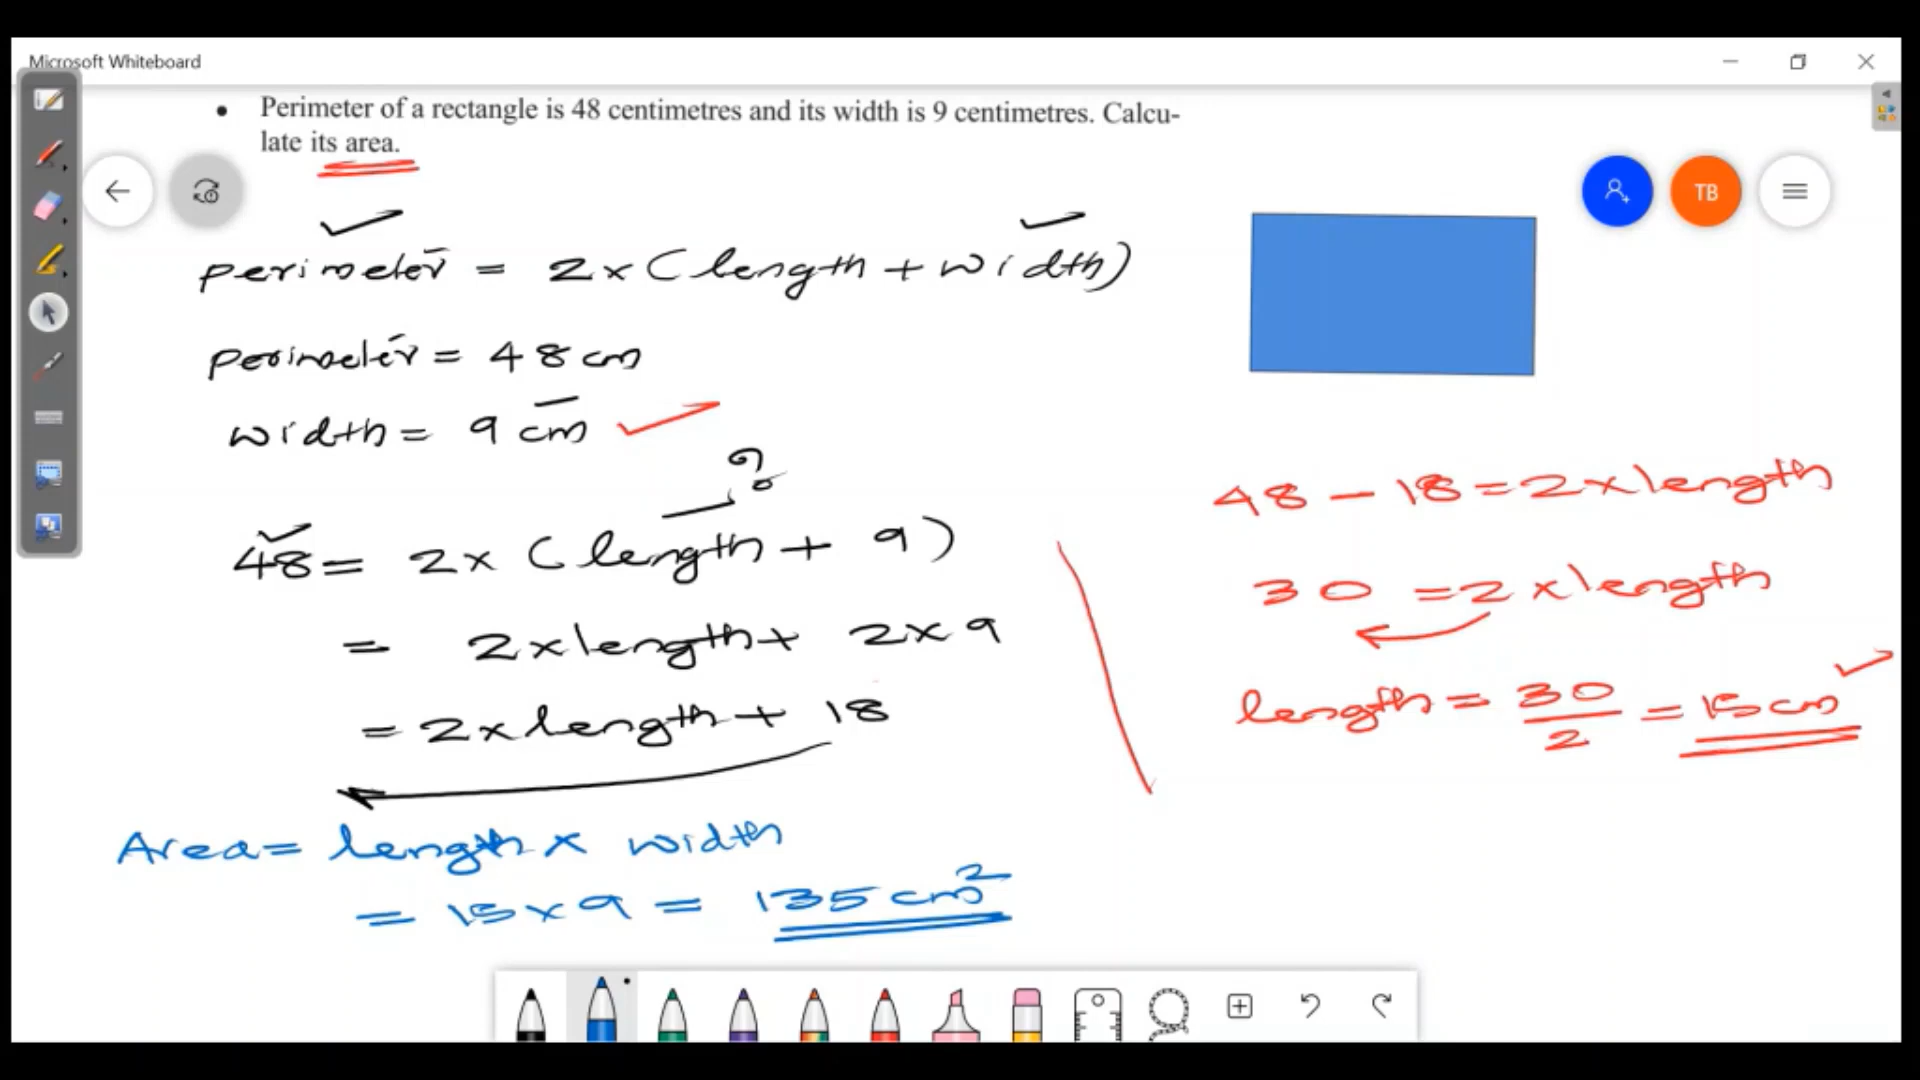 Microsoft Whiteboard
• Perimeter of a rectangle is 48 centimetres and its width is 9 centimetres. Calcu-
late its area.
TB
perimeter = 2 x ( length + width )
perimeter = 48 cm
width = 9 cm
?
48 = 2 x ( length + 9 )
= 2 x length + 2 x 9
= 2 x length + 18
48 - 18 = 2 x length
30 = 2 x length
length = 30/2 = 15 cm
Area = length x width
= 15 x 9 = 135 cm²